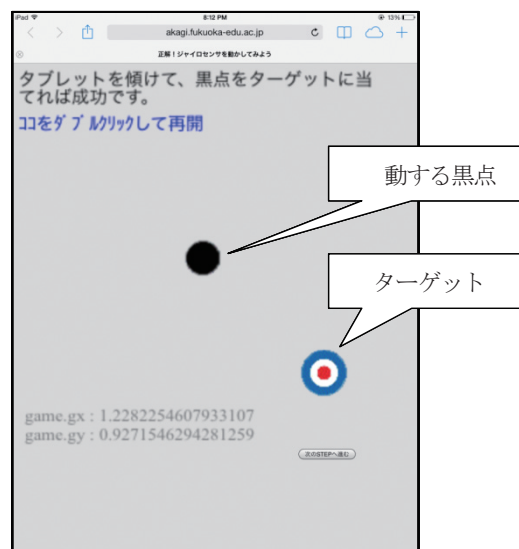 iPad
8:12 PM
13%
akagi.fukuoka-edu.ac.jp
正解！ジャイロセンサを動かしてみよう
タブレットを傾けて、黒点をターゲットに当
てれば成功です。
ココをダブルクリックして再開
動する黒点
ターゲット
game.gx : 1.2282254607933107
game.gy : 0.9271546294281259
次のSTEPへ進む